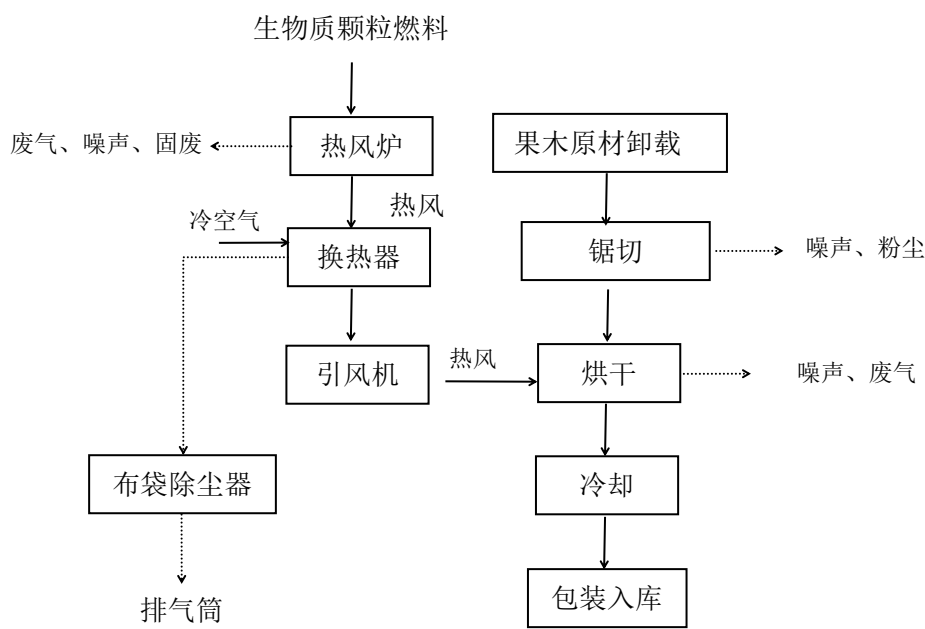 生物质颗粒燃料
废气、噪声、固废
热风炉
果木原材卸载
热风
冷空气
换热器
锯切
噪声、粉尘
引风机
热风
烘干
噪声、废气
布袋除尘器
冷却
排气筒
包装入库